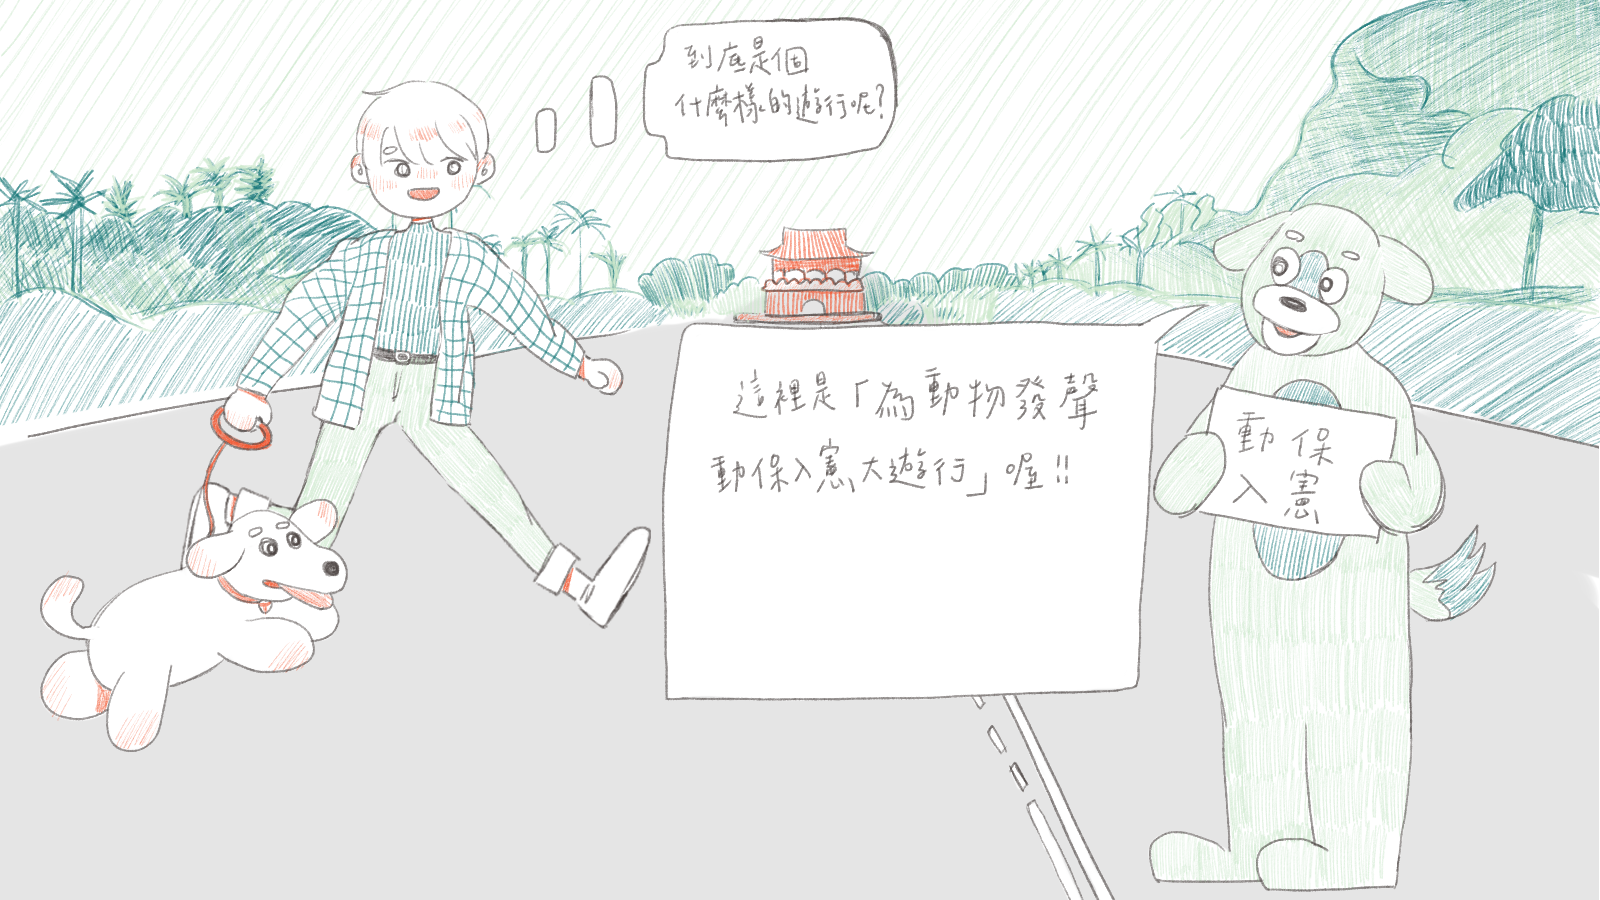 到底是個
什麼樣的遊行呢?
這裡是「為動物發聲
動保入憲大遊行」喔!!
動保
入憲